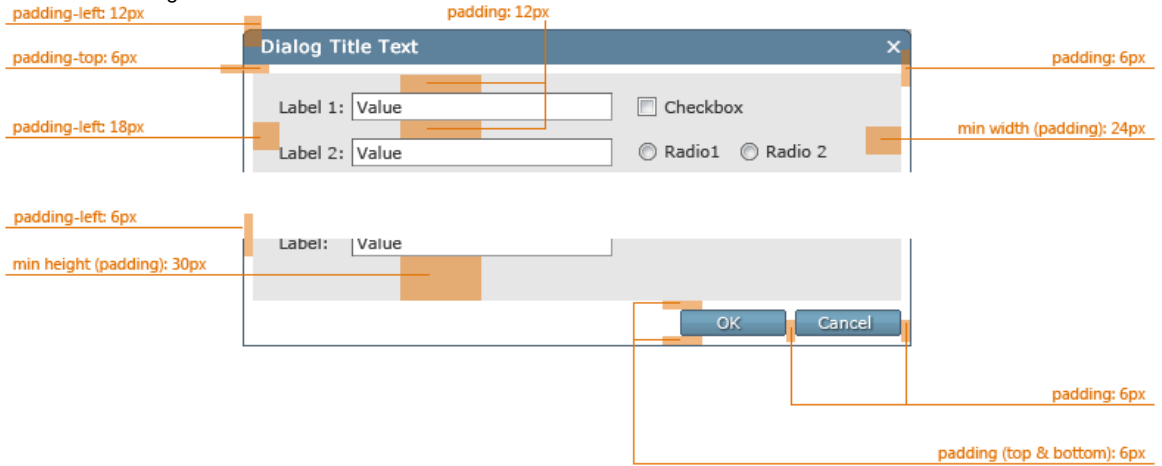 padding-left: 12px
padding: 12px
Dialog Title Text
padding-top: 6px
padding: 6px
Label 1: Value Checkbox
padding-left: 18px
min width (padding): 24px
Label 2: Value Radio1 Radio 2
padding-left: 6px
Label: Value
min height (padding): 30px
OK Cancel
padding: 6px
padding (top & bottom): 6px